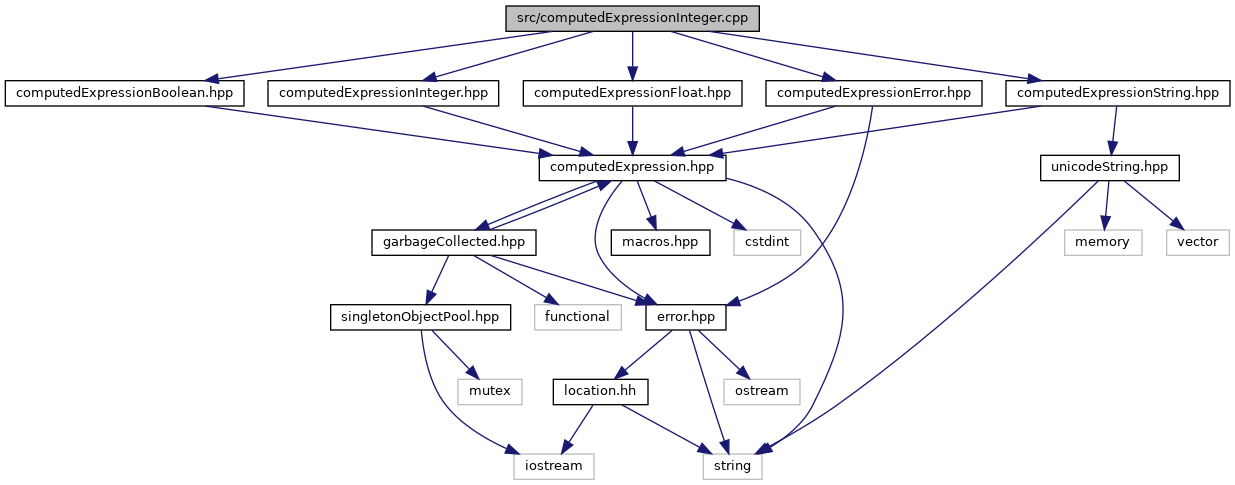 src/computedExpressionInteger.cpp
computedExpressionBoolean.hpp
computedExpressionInteger.hpp
computedExpressionFloat.hpp
computedExpressionError.hpp
computedExpressionString.hpp
computedExpression.hpp
unicodeString.hpp
garbageCollected.hpp
macros.hpp
cstdint
memory
vector
singletonObjectPool.hpp
functional
error.hpp
mutex
location.hh
ostream
iostream
string